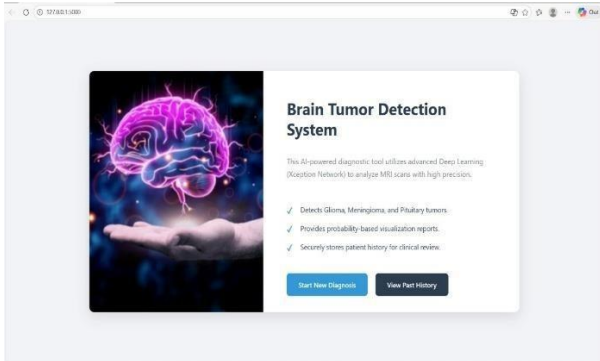 127.0.0.1:5000
Brain Tumor Detection
System
This AI-powered diagnostic tool utilizes advanced Deep Learning
(Xception Network) to analyze MRI scans with high precision.
✓ Detects Glioma, Meningioma, and Pituitary tumors.
✓ Provides probability-based visualization reports.
✓ Securely stores patient history for clinical review.
Start New Diagnosis
View Past History